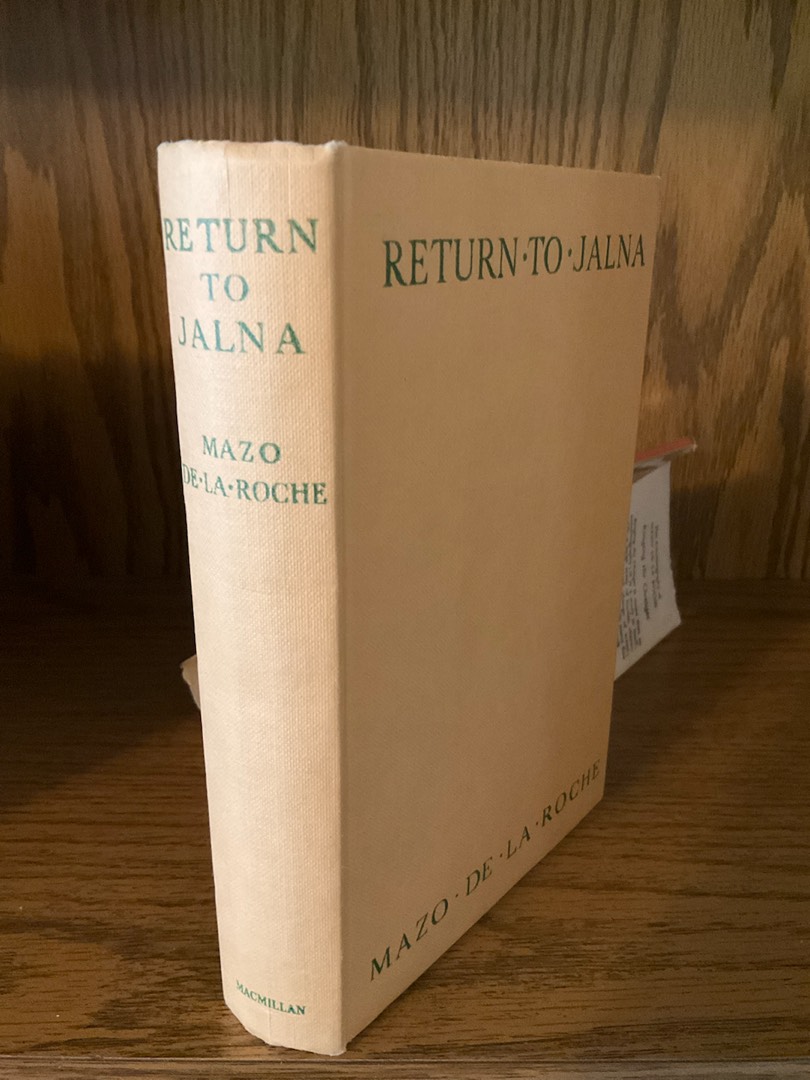 RETURN
TO
JALNA
MAZO
DE·LA·ROCHE
MACMILLAN
RETURN·TO·JALNA
MAZO·DE·LA·ROCHE